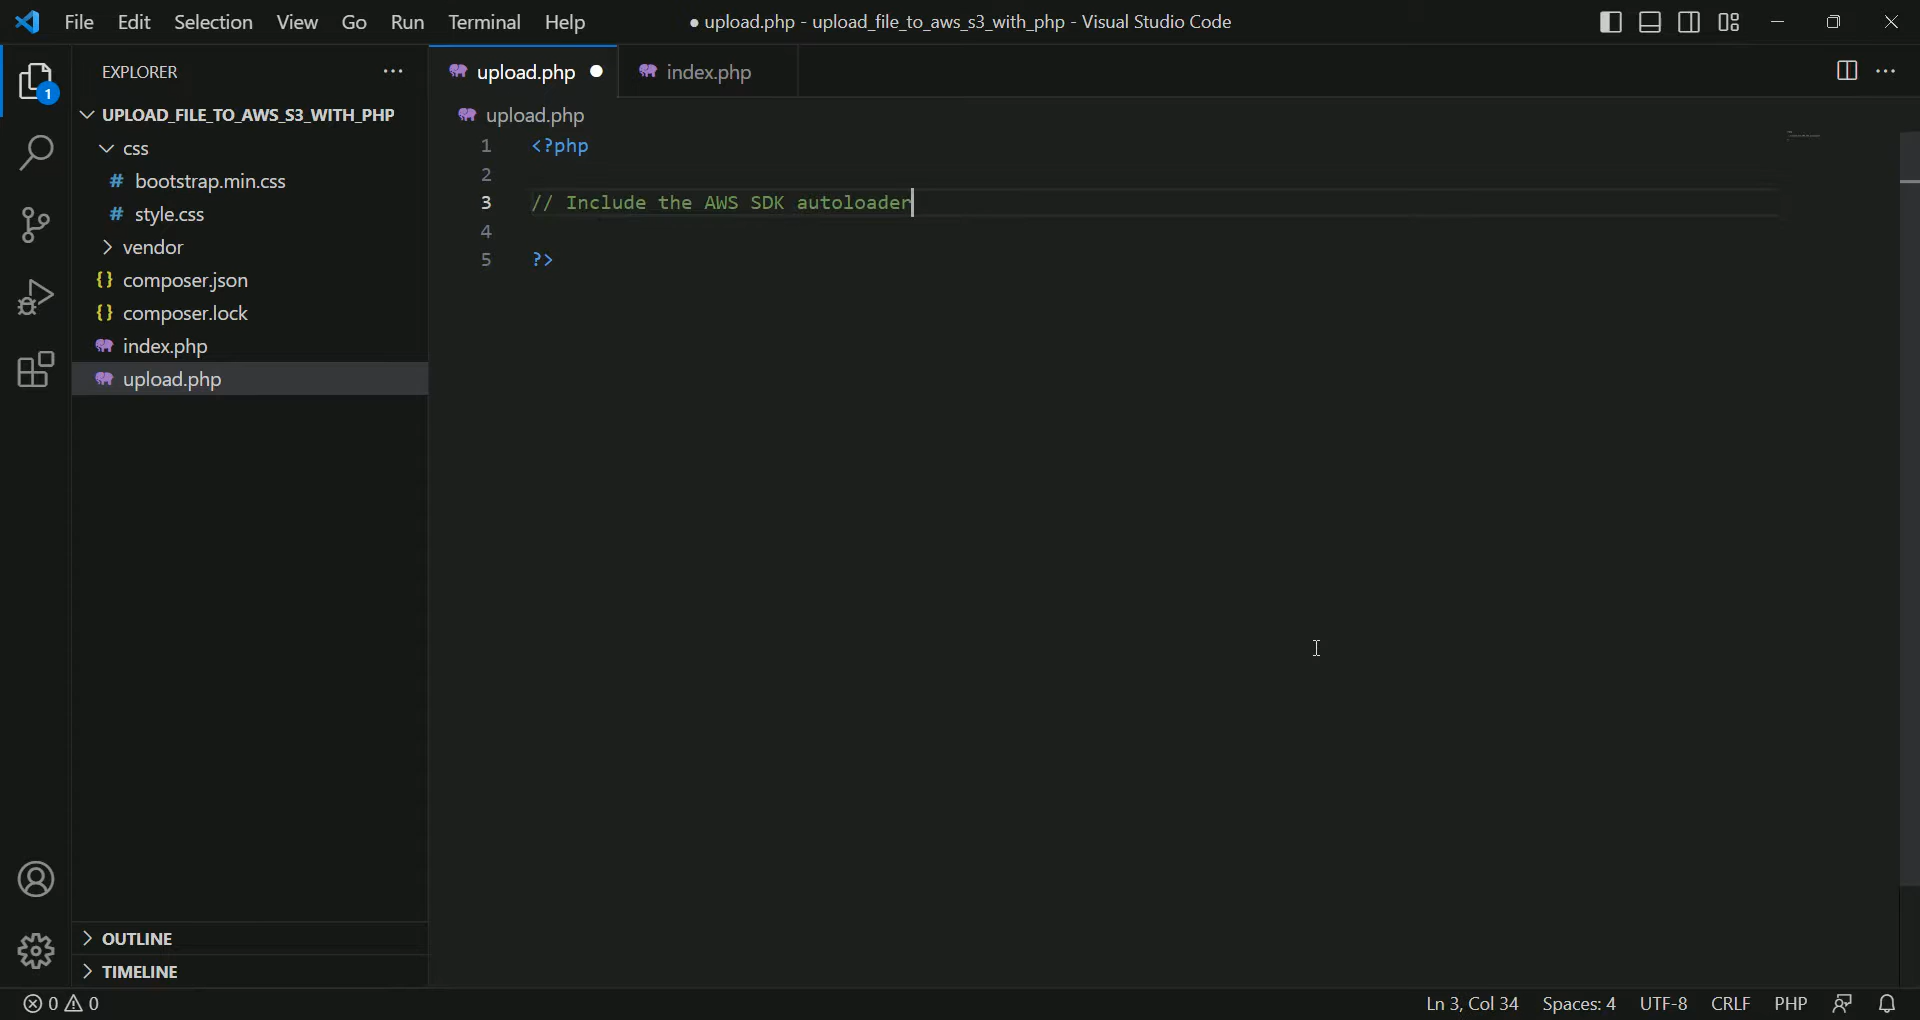 File Edit Selection View Go Run Terminal Help ● upload.php - upload_file_to_aws_s3_with_php - Visual Studio Code
EXPLORER
1
UPLOAD_FILE_TO_AWS_S3_WITH_PHP
css
# bootstrap.min.css
# style.css
vendor
{} composer.json
{} composer.lock
index.php
upload.php
OUTLINE
TIMELINE
upload.php ● index.php
upload.php
1 <?php
2
3 // Include the AWS SDK autoloader
4
5 ?>
0 0 Ln 3, Col 34 Spaces: 4 UTF-8 CRLF PHP